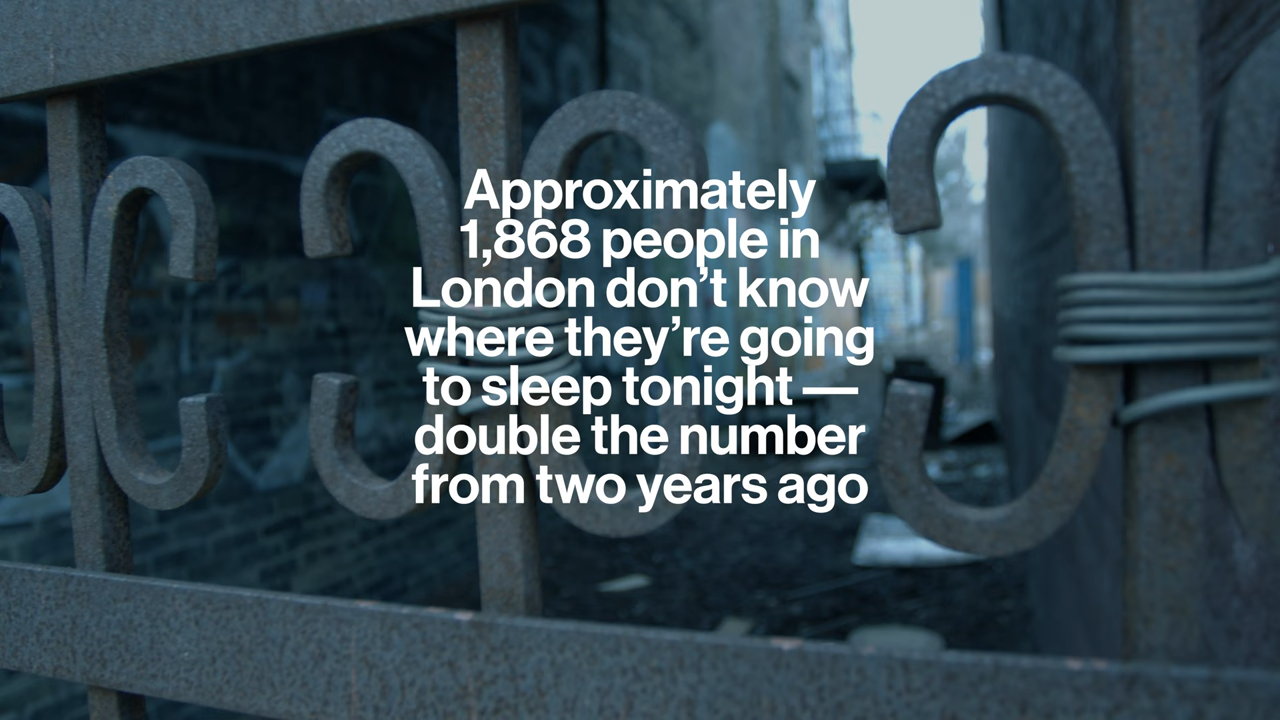 Approximately
1,868 people in
London don’t know
where they’re going
to sleep tonight —
double the number
from two years ago